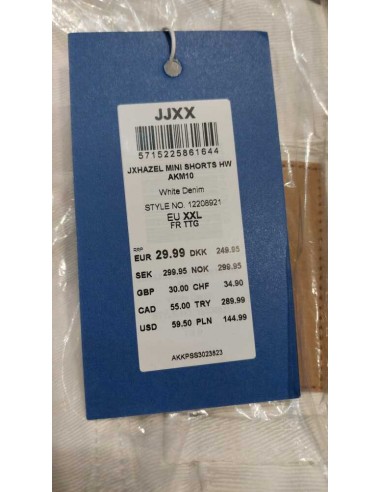 JJXX
5715225861644
JXHAZEL MINI SHORTS HW
AKM10
White Denim
STYLE NO. 12208921
EU XXL
FR TTG
RRP
EUR 29.99 DKK 249.95
SEK 299.95 NOK 299.95
GBP 30.00 CHF 34.90
CAD 55.00 TRY 289.99
USD 59.50 PLN 144.99
AKKPSS3023823